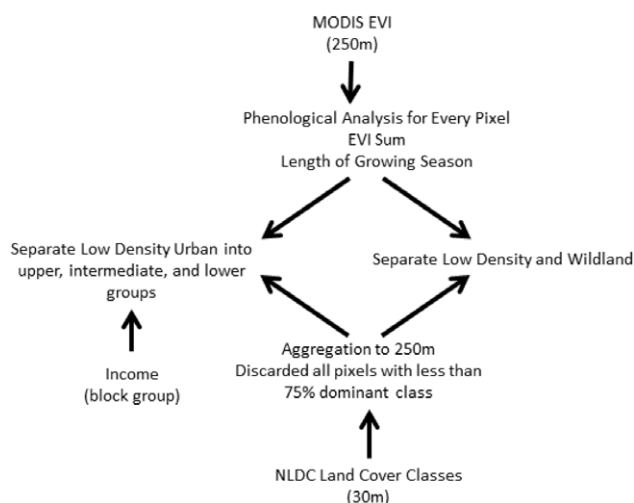 MODIS EVI
(250m)
Phenological Analysis for Every Pixel
EVI Sum
Length of Growing Season
Separate Low Density Urban into
upper, intermediate, and lower
groups
Separate Low Density and Wildland
Income
(block group)
Aggregation to 250m
Discarded all pixels with less than
75% dominant class
NLDC Land Cover Classes
(30m)